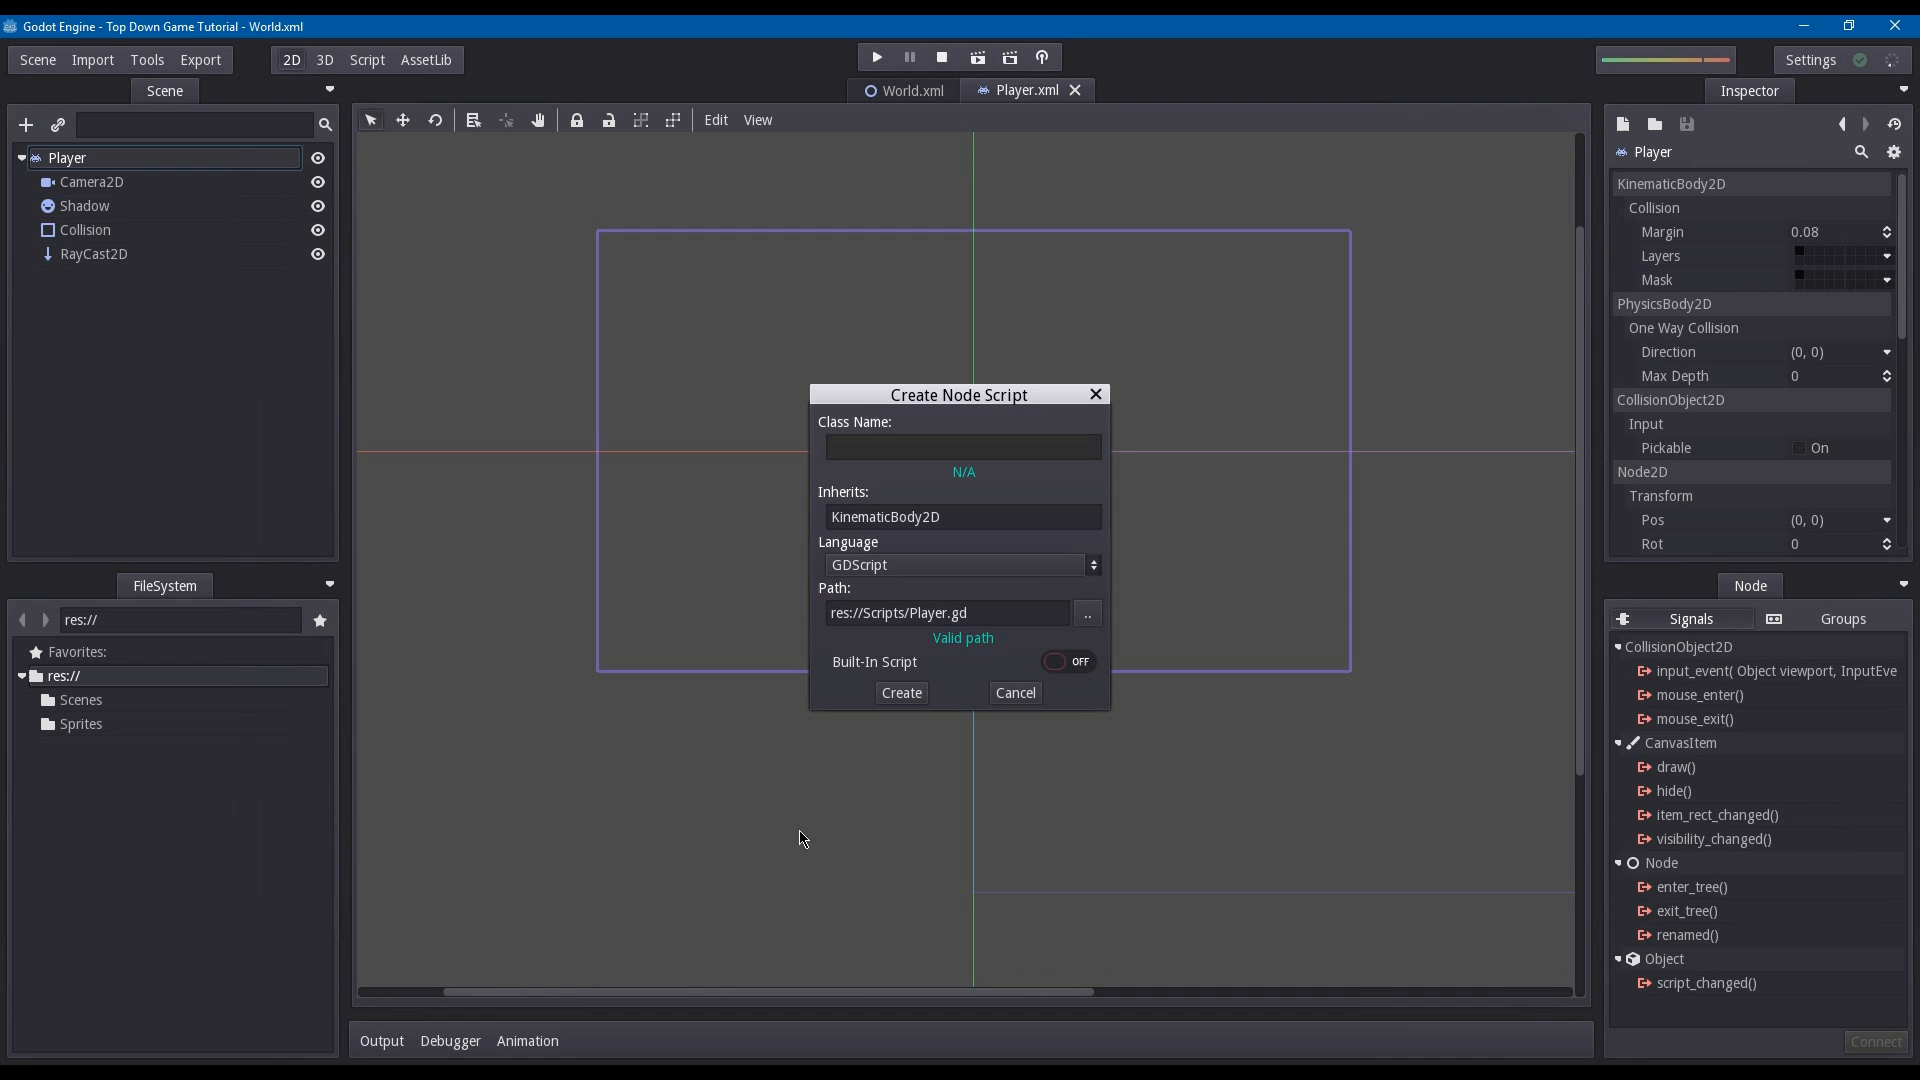 Godot Engine - Top Down Game Tutorial - World.xml
Scene Import Tools Export 2D 3D Script AssetLib Settings
Scene World.xml Player.xml Inspector
Edit View
Player
Camera2D
Shadow
Collision
RayCast2D
FileSystem
res://
Favorites:
res://
Scenes
Sprites
Create Node Script
Class Name:
N/A
Inherits:
KinematicBody2D
Language
GDScript
Path:
res://Scripts/Player.gd ..
Valid path
Built-In Script OFF
Create Cancel
Output Debugger Animation
Player
KinematicBody2D
Collision
Margin 0.08
Layers
Mask
PhysicsBody2D
One Way Collision
Direction (0, 0)
Max Depth 0
CollisionObject2D
Input
Pickable On
Node2D
Transform
Pos (0, 0)
Rot 0
Node
Signals Groups
CollisionObject2D
input_event( Object viewport, InputEve
mouse_enter()
mouse_exit()
CanvasItem
draw()
hide()
item_rect_changed()
visibility_changed()
Node
enter_tree()
exit_tree()
renamed()
Object
script_changed()
Connect